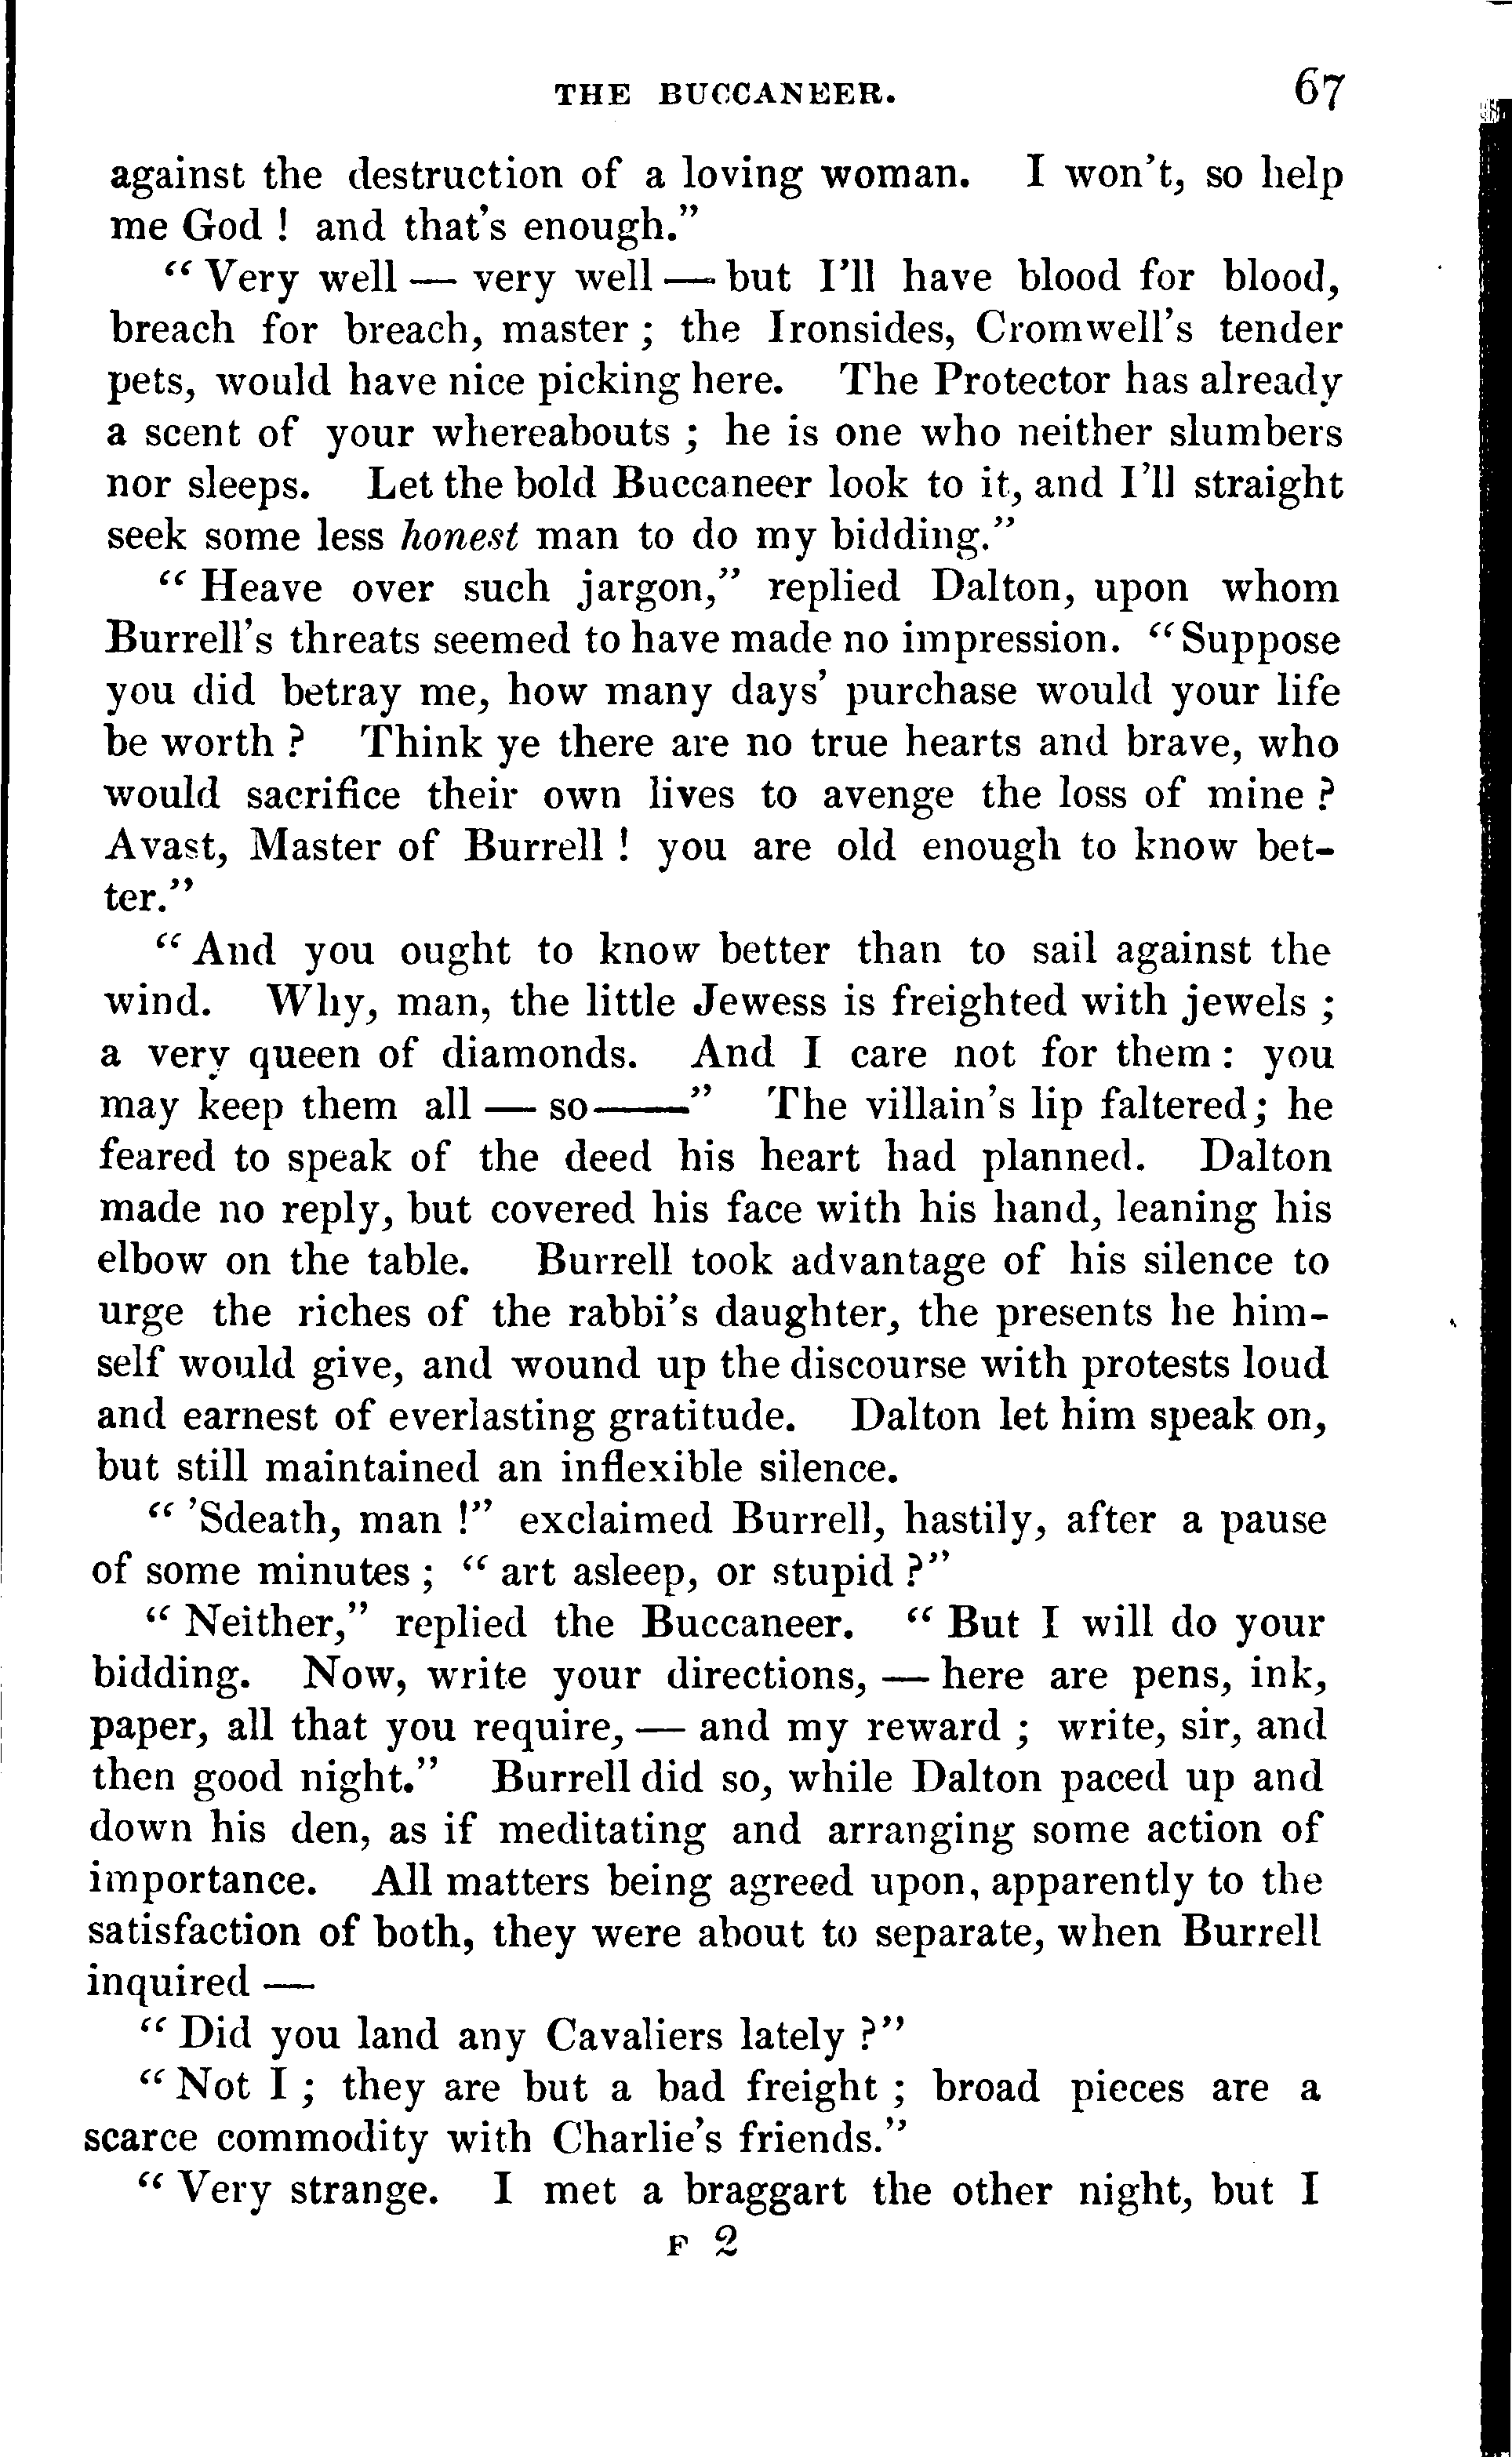 THE BUCCANEER. 67
against the destruction of a loving woman. I won't, so help
me God ! and that's enough."
" Very well — very well — but I'll have blood for blood,
breach for breach, master ; the Ironsides, Cromwell's tender
pets, would have nice picking here. The Protector has already
a scent of your whereabouts ; he is one who neither slumbers
nor sleeps. Let the bold Buccaneer look to it, and I'll straight
seek some less honest man to do my bidding."
" Heave over such jargon," replied Dalton, upon whom
Burrell's threats seemed to have made no impression. " Suppose
you did betray me, how many days' purchase would your life
be worth ? Think ye there are no true hearts and brave, who
would sacrifice their own lives to avenge the loss of mine ?
Avast, Master of Burrell ! you are old enough to know bet-
ter."
" And you ought to know better than to sail against the
wind. Why, man, the little Jewess is freighted with jewels ;
a very queen of diamonds. And I care not for them : you
may keep them all — so——" The villain's lip faltered; he
feared to speak of the deed his heart had planned. Dalton
made no reply, but covered his face with his hand, leaning his
elbow on the table. Burrell took advantage of his silence to
urge the riches of the rabbi's daughter, the presents he him-
self would give, and wound up the discourse with protests loud
and earnest of everlasting gratitude. Dalton let him speak on,
but still maintained an inflexible silence.
" 'Sdeath, man !" exclaimed Burrell, hastily, after a pause
of some minutes ; " art asleep, or stupid ?"
" Neither," replied the Buccaneer. " But I will do your
bidding. Now, write your directions, — here are pens, ink,
paper, all that you require, — and my reward ; write, sir, and
then good night." Burrell did so, while Dalton paced up and
down his den, as if meditating and arranging some action of
importance. All matters being agreed upon, apparently to the
satisfaction of both, they were about to separate, when Burrell
inquired —
" Did you land any Cavaliers lately ?"
" Not I ; they are but a bad freight ; broad pieces are a
scarce commodity with Charlie's friends."
" Very strange. I met a braggart the other night, but I
F 2